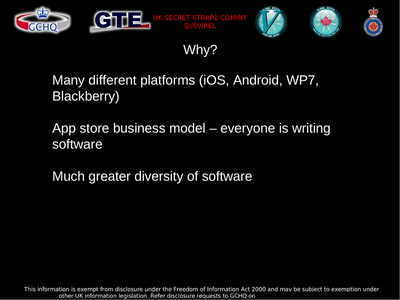 GCHQ
GTE
UK SECRET STRAP1 COMINT
Why?
Many different platforms (iOS, Android, WP7,
Blackberry)
App store business model – everyone is writing
software
Much greater diversity of software
This information is exempt from disclosure under the Freedom of Information Act 2000 and may be subject to exemption under
other UK information legislation. Refer disclosure requests to GCHQ on